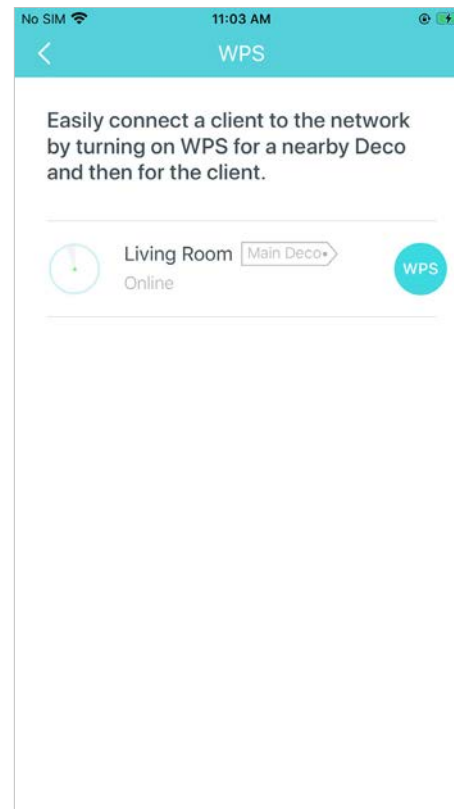 No SIM 11:03 AM
WPS
Easily connect a client to the network
by turning on WPS for a nearby Deco
and then for the client.
Living Room Main Deco
Online
WPS